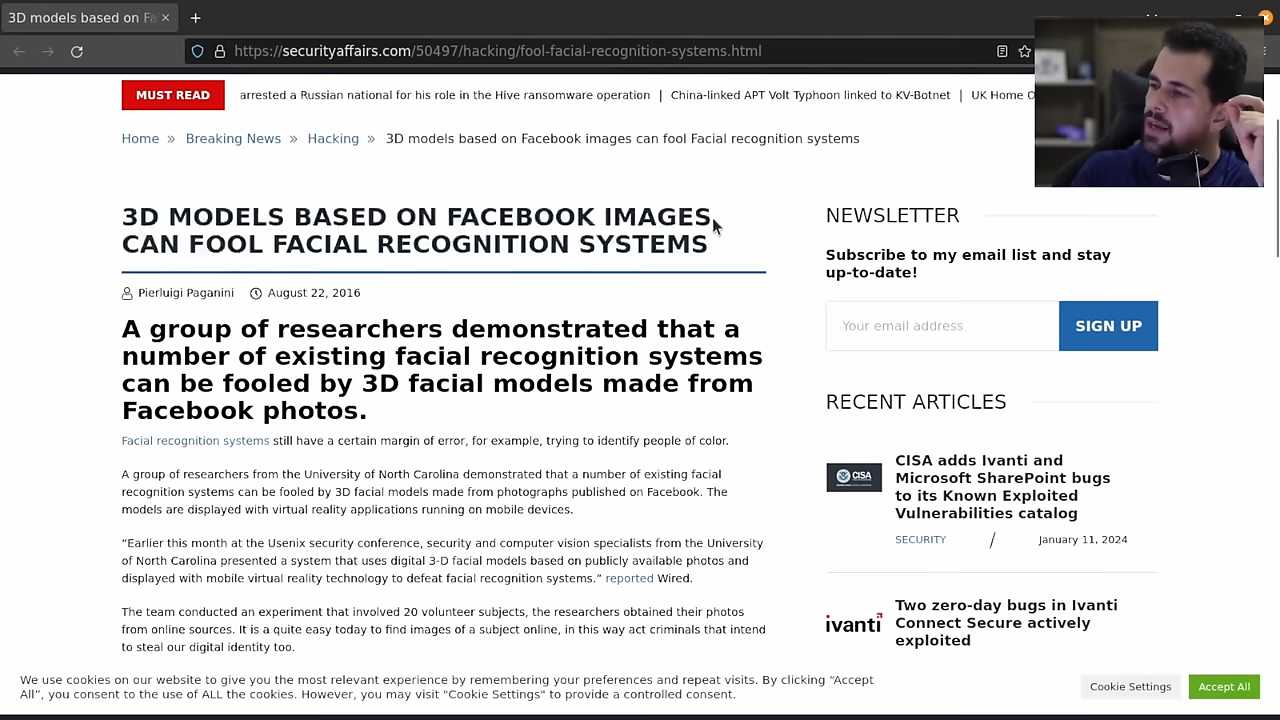 3D models based on Fa
https://securityaffairs.com/50497/hacking/fool-facial-recognition-systems.html
MUST READ
arrested a Russian national for his role in the Hive ransomware operation | China-linked APT Volt Typhoon linked to KV-Botnet | UK Home O
Home » Breaking News » Hacking » 3D models based on Facebook images can fool Facial recognition systems
3D MODELS BASED ON FACEBOOK IMAGES
CAN FOOL FACIAL RECOGNITION SYSTEMS
Pierluigi Paganini August 22, 2016
A group of researchers demonstrated that a
number of existing facial recognition systems
can be fooled by 3D facial models made from
Facebook photos.
Facial recognition systems still have a certain margin of error, for example, trying to identify people of color.
A group of researchers from the University of North Carolina demonstrated that a number of existing facial
recognition systems can be fooled by 3D facial models made from photographs published on Facebook. The
models are displayed with virtual reality applications running on mobile devices.
“Earlier this month at the Usenix security conference, security and computer vision specialists from the University
of North Carolina presented a system that uses digital 3-D facial models based on publicly available photos and
displayed with mobile virtual reality technology to defeat facial recognition systems.” reported Wired.
The team conducted an experiment that involved 20 volunteer subjects, the researchers obtained their photos
from online sources. It is a quite easy today to find images of a subject online, in this way act criminals that intend
to steal our digital identity too.
NEWSLETTER
Subscribe to my email list and stay
up-to-date!
Your email address
SIGN UP
RECENT ARTICLES
CISA
CISA adds Ivanti and
Microsoft SharePoint bugs
to its Known Exploited
Vulnerabilities catalog
SECURITY / January 11, 2024
ivanti
Two zero-day bugs in Ivanti
Connect Secure actively
exploited
We use cookies on our website to give you the most relevant experience by remembering your preferences and repeat visits. By clicking “Accept
All”, you consent to the use of ALL the cookies. However, you may visit "Cookie Settings" to provide a controlled consent.
Cookie Settings
Accept All